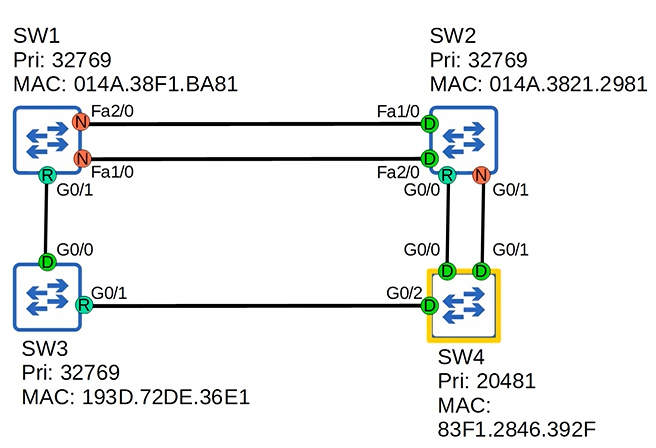 SW1
Pri: 32769
MAC: 014A.38F1.BA81
SW2
Pri: 32769
MAC: 014A.3821.2981
N
Fa2/0
Fa1/0
D
N
Fa1/0
D
Fa2/0
R
G0/1
G0/0
R
N
G0/1
G0/0
D
G0/0
D
D
G0/1
R
G0/1
G0/2
D
SW3
Pri: 32769
MAC: 193D.72DE.36E1
SW4
Pri: 20481
MAC:
83F1.2846.392F